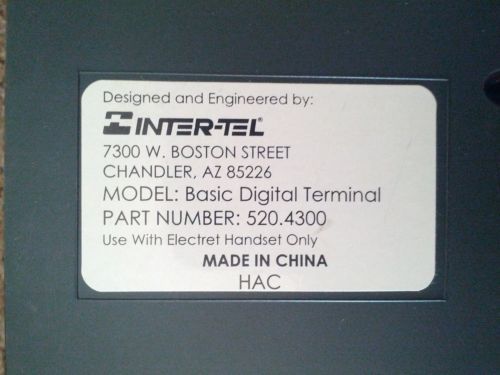 Designed and Engineered by:
INTER-TEL®
7300 W. BOSTON STREET
CHANDLER, AZ 85226
MODEL: Basic Digital Terminal
PART NUMBER: 520.4300
Use With Electret Handset Only
MADE IN CHINA
HAC